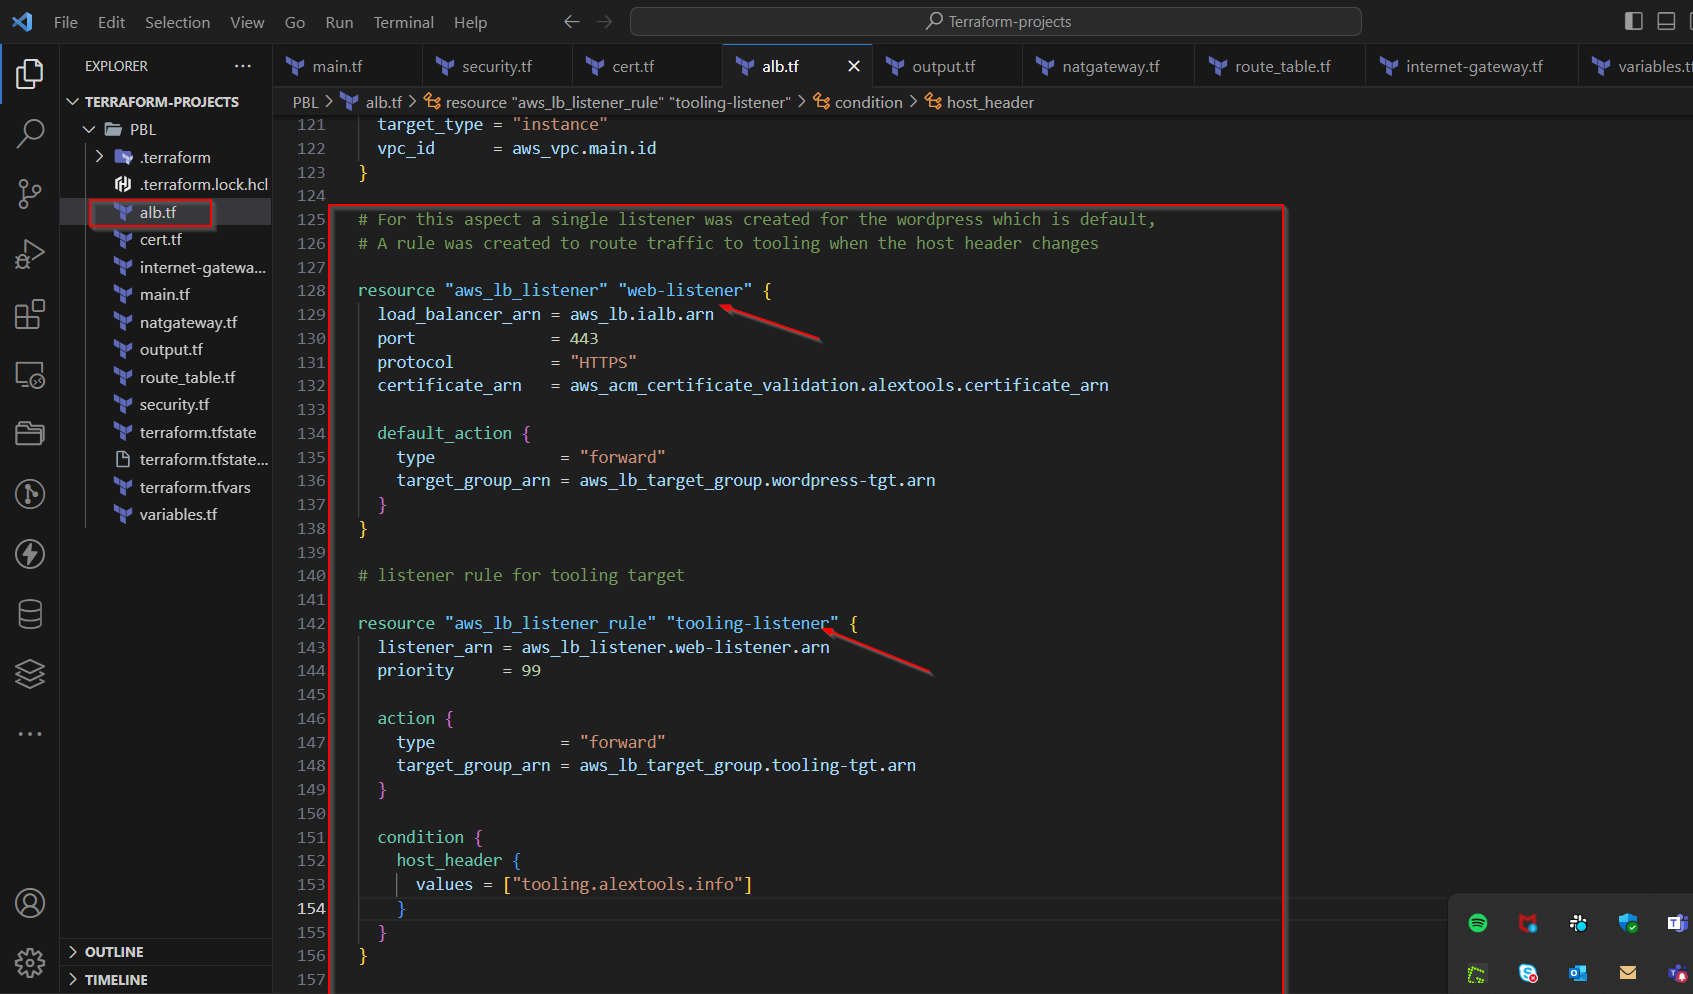 File Edit Selection View Go Run Terminal Help
Terraform-projects
EXPLORER
TERRAFORM-PROJECTS
PBL
.terraform
.terraform.lock.hcl
alb.tf
cert.tf
internet-gatewa...
main.tf
natgateway.tf
output.tf
route_table.tf
security.tf
terraform.tfstate
terraform.tfstate...
terraform.tfvars
variables.tf
OUTLINE
TIMELINE
main.tf security.tf cert.tf alb.tf output.tf natgateway.tf route_table.tf internet-gateway.tf variables.tf
PBL > alb.tf > resource "aws_lb_listener_rule" "tooling-listener" > condition > host_header
121 target_type = "instance"
122 vpc_id      = aws_vpc.main.id
123 }
124
125 # For this aspect a single listener was created for the wordpress which is default,
126 # A rule was created to route traffic to tooling when the host header changes
127
128 resource "aws_lb_listener" "web-listener" {
129   load_balancer_arn = aws_lb.ialb.arn
130   port              = 443
131   protocol          = "HTTPS"
132   certificate_arn   = aws_acm_certificate_validation.alextools.certificate_arn
133
134   default_action {
135     type             = "forward"
136     target_group_arn = aws_lb_target_group.wordpress-tgt.arn
137   }
138 }
139
140 # listener rule for tooling target
141
142 resource "aws_lb_listener_rule" "tooling-listener" {
143   listener_arn = aws_lb_listener.web-listener.arn
144   priority     = 99
145
146   action {
147     type             = "forward"
148     target_group_arn = aws_lb_target_group.tooling-tgt.arn
149   }
150
151   condition {
152     host_header {
153       values = ["tooling.alextools.info"]
154     }
155   }
156 }
157